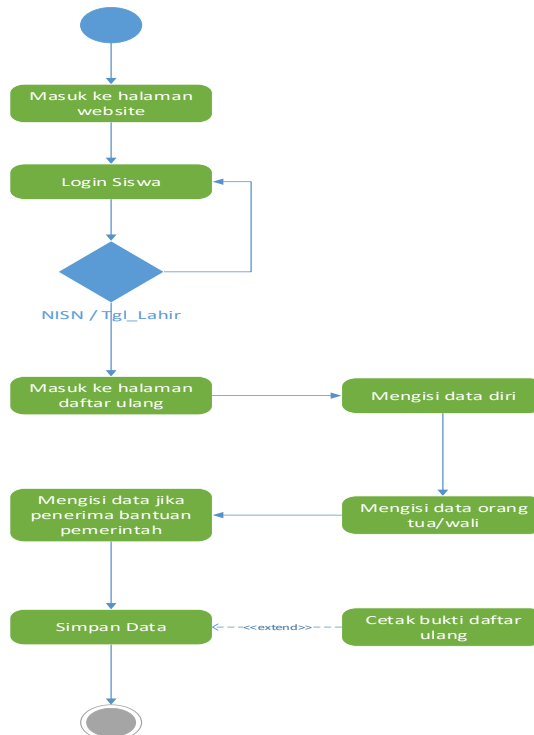 Masuk ke halaman
website
Login Siswa
NISN / Tgl_Lahir
Masuk ke halaman
daftar ulang
Mengisi data diri
Mengisi data orang
tua/wali
Mengisi data jika
penerima bantuan
pemerintah
Simpan Data
<<extend>>
Cetak bukti daftar
ulang